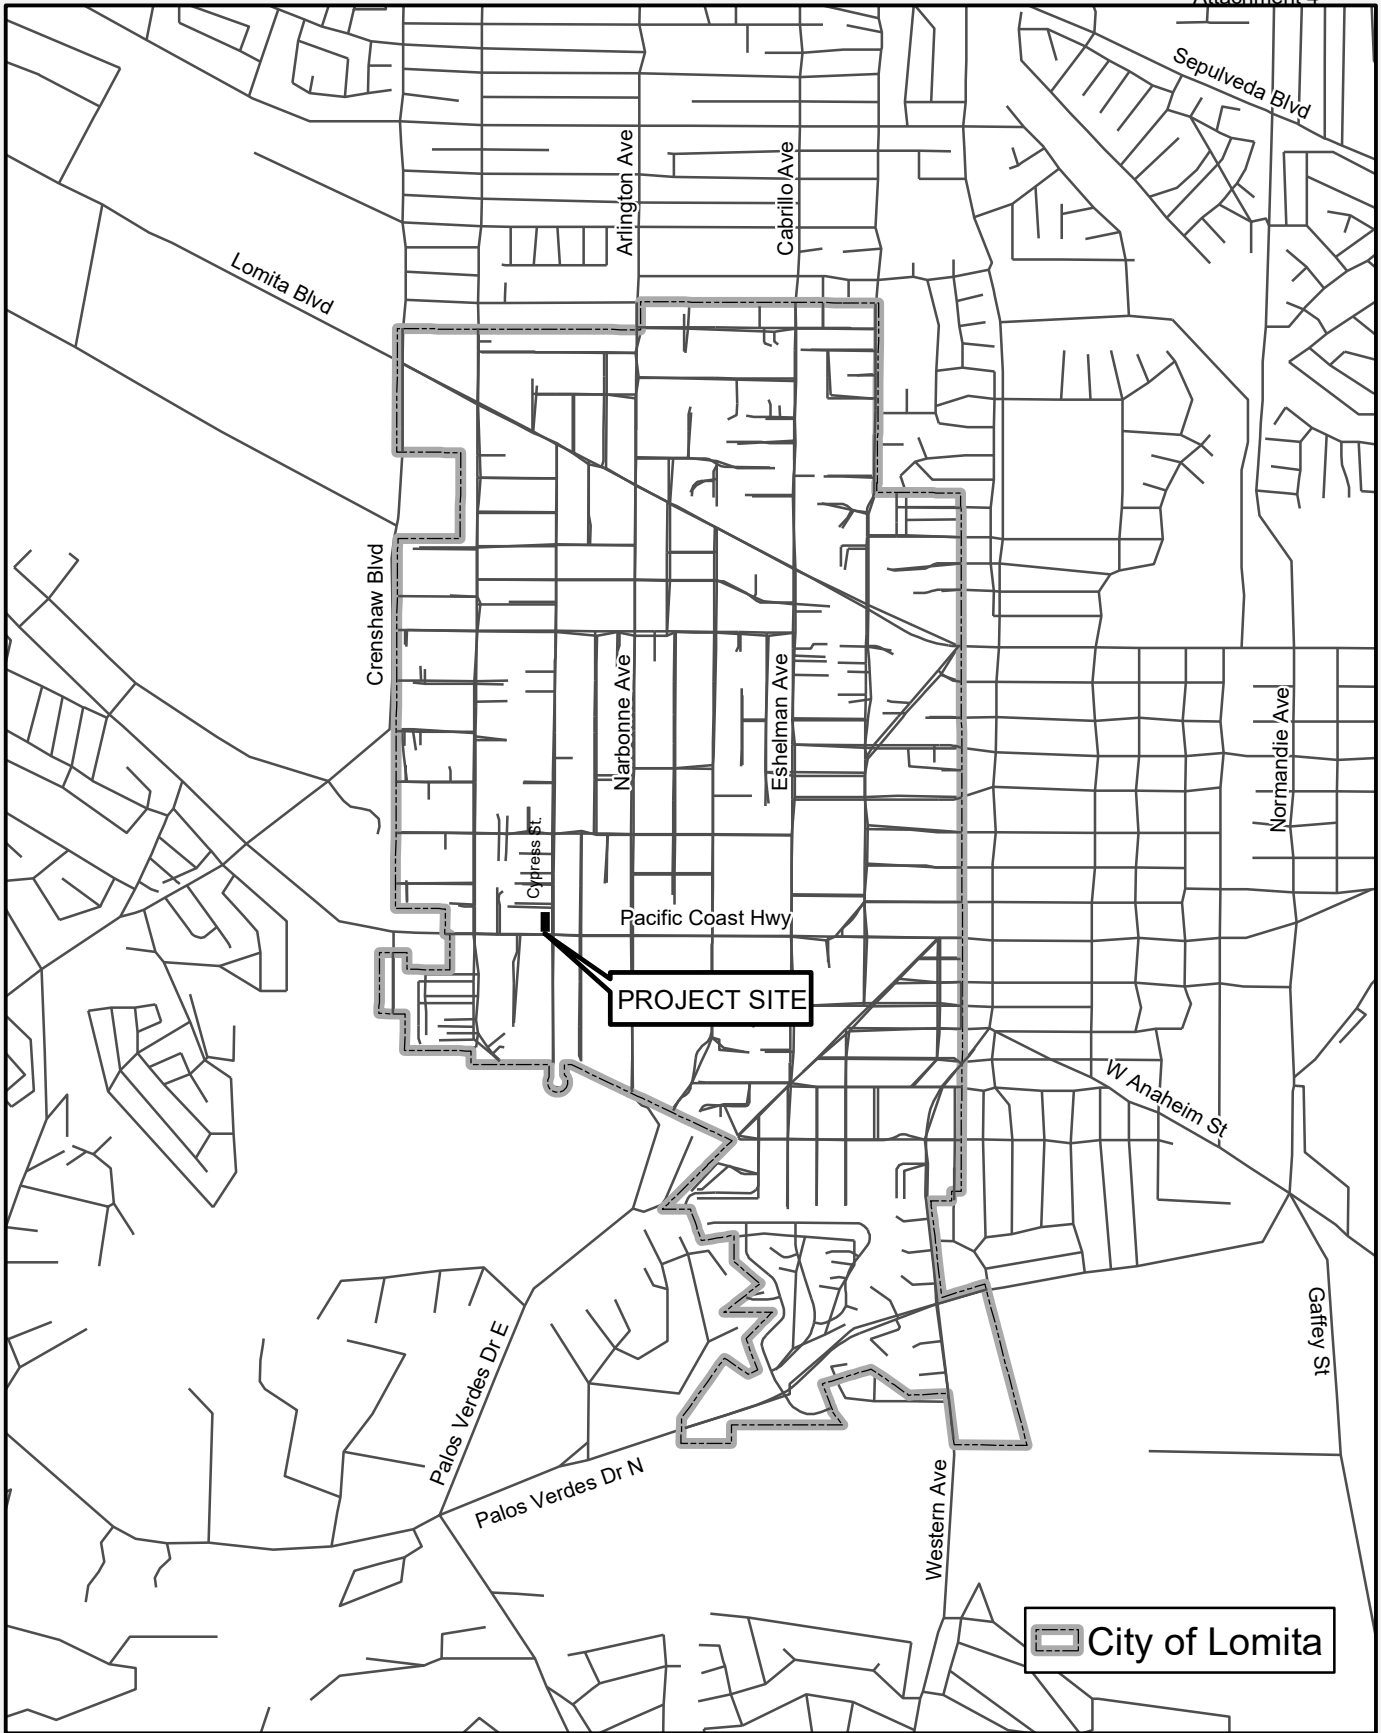 Attachment 4
Sepulveda Blvd
Arlington Ave
Cabrillo Ave
Lomita Blvd
Crenshaw Blvd
Narbonne Ave
Eshelman Ave
Normandie Ave
Cypress St.
Pacific Coast Hwy
PROJECT SITE
W Anaheim St
Gaffey St
Palos Verdes Dr E
Palos Verdes Dr N
Western Ave
City of Lomita